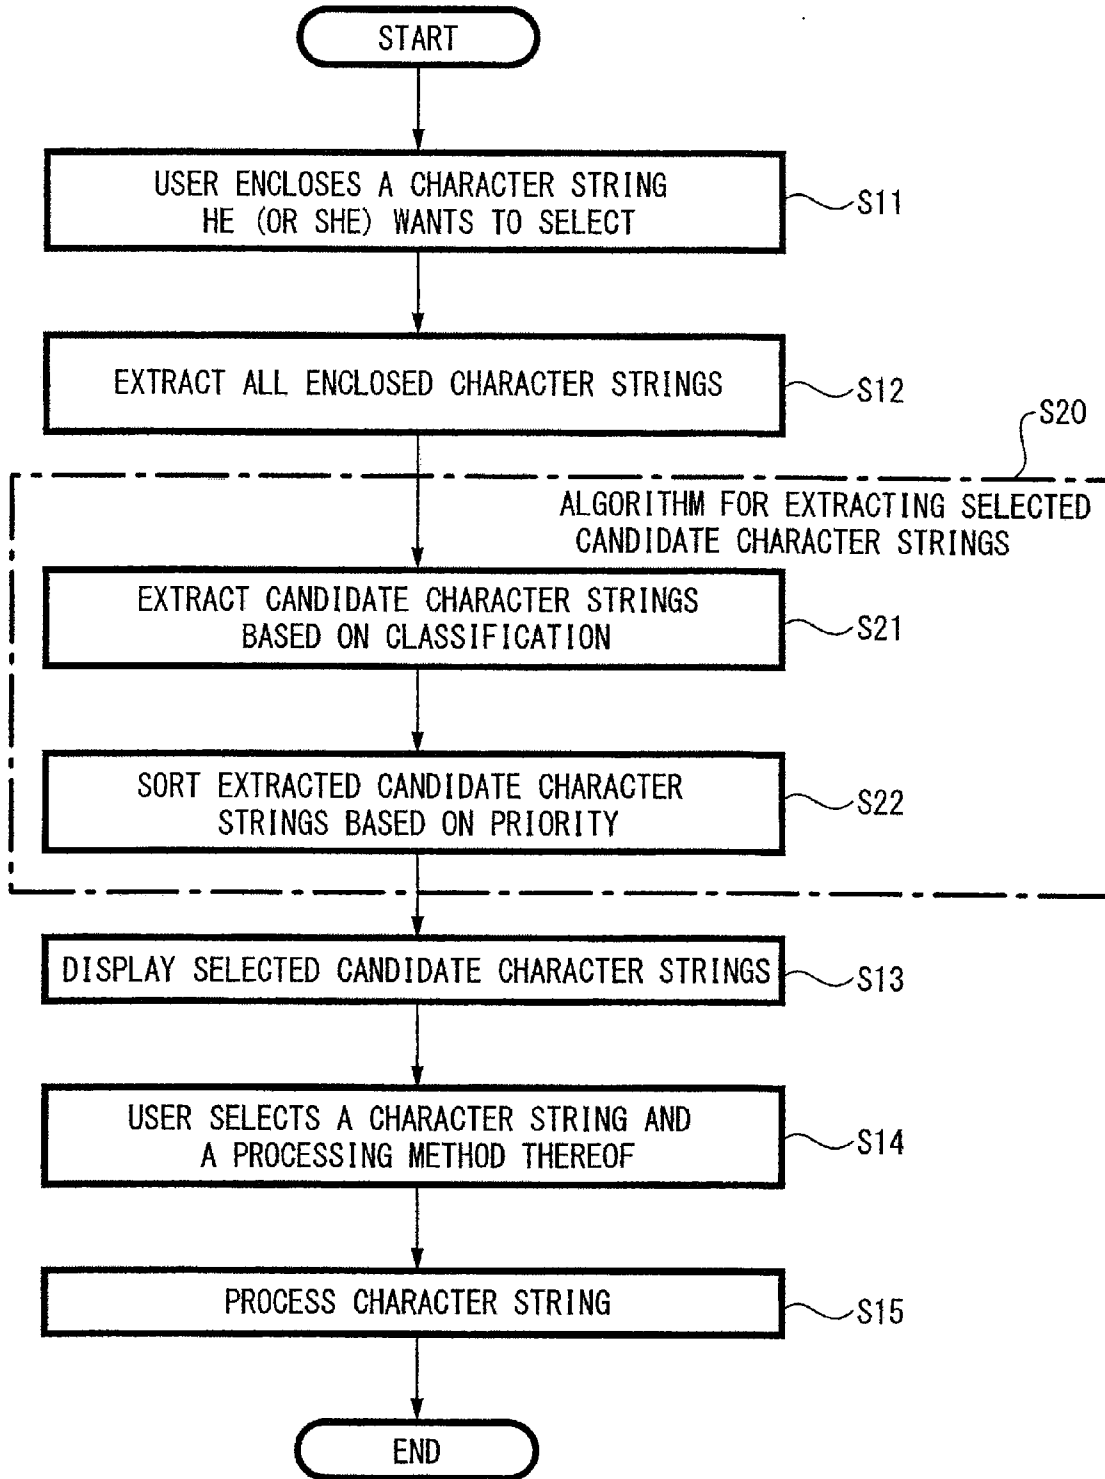 START
USER ENCLOSES A CHARACTER STRING
HE (OR SHE) WANTS TO SELECT
S11
EXTRACT ALL ENCLOSED CHARACTER STRINGS
S12
S20
ALGORITHM FOR EXTRACTING SELECTED
CANDIDATE CHARACTER STRINGS
EXTRACT CANDIDATE CHARACTER STRINGS
BASED ON CLASSIFICATION
S21
SORT EXTRACTED CANDIDATE CHARACTER
STRINGS BASED ON PRIORITY
S22
DISPLAY SELECTED CANDIDATE CHARACTER STRINGS
S13
USER SELECTS A CHARACTER STRING AND
A PROCESSING METHOD THEREOF
S14
PROCESS CHARACTER STRING
S15
END